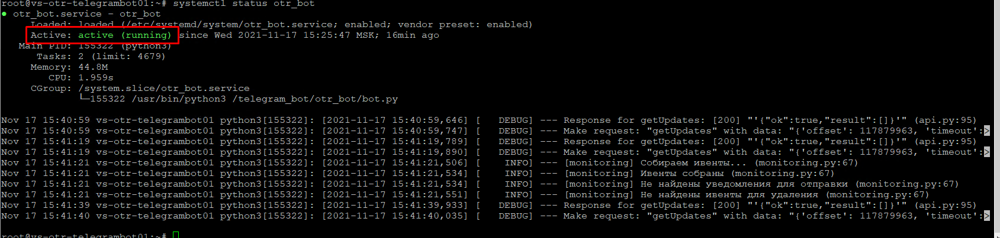 root@vs-otr-telegrambot01:~# systemctl status otr_bot
● otr_bot.service - otr_bot
Loaded: loaded (/etc/systemd/system/otr_bot.service; enabled; vendor preset: enabled)
Active: active (running) since Wed 2021-11-17 15:25:47 MSK; 16min ago
Main PID: 155322 (python3)
Tasks: 2 (limit: 4679)
Memory: 44.8M
CPU: 1.959s
CGroup: /system.slice/otr_bot.service
└─155322 /usr/bin/python3 /telegram_bot/otr_bot/bot.py
Nov 17 15:40:59 vs-otr-telegrambot01 python3[155322]: [2021-11-17 15:40:59,646] [   DEBUG] --- Response for getUpdates: [200] "'{"ok":true,"result":[]}'" (api.py:95)
Nov 17 15:40:59 vs-otr-telegrambot01 python3[155322]: [2021-11-17 15:40:59,747] [   DEBUG] --- Make request: "getUpdates" with data: "{'offset': 117879963, 'timeout':>
Nov 17 15:41:19 vs-otr-telegrambot01 python3[155322]: [2021-11-17 15:41:19,789] [   DEBUG] --- Response for getUpdates: [200] "'{"ok":true,"result":[]}'" (api.py:95)
Nov 17 15:41:19 vs-otr-telegrambot01 python3[155322]: [2021-11-17 15:41:19,890] [   DEBUG] --- Make request: "getUpdates" with data: "{'offset': 117879963, 'timeout':>
Nov 17 15:41:21 vs-otr-telegrambot01 python3[155322]: [2021-11-17 15:41:21,506] [    INFO] --- [monitoring] Собираем ивенты... (monitoring.py:67)
Nov 17 15:41:21 vs-otr-telegrambot01 python3[155322]: [2021-11-17 15:41:21,534] [    INFO] --- [monitoring] Ивенты собраны (monitoring.py:67)
Nov 17 15:41:21 vs-otr-telegrambot01 python3[155322]: [2021-11-17 15:41:21,534] [    INFO] --- [monitoring] Не найдены уведомления для отправки (monitoring.py:67)
Nov 17 15:41:21 vs-otr-telegrambot01 python3[155322]: [2021-11-17 15:41:21,551] [    INFO] --- [monitoring] Не найдены ивенты для удаления (monitoring.py:67)
Nov 17 15:41:39 vs-otr-telegrambot01 python3[155322]: [2021-11-17 15:41:39,933] [   DEBUG] --- Response for getUpdates: [200] "'{"ok":true,"result":[]}'" (api.py:95)
Nov 17 15:41:40 vs-otr-telegrambot01 python3[155322]: [2021-11-17 15:41:40,035] [   DEBUG] --- Make request: "getUpdates" with data: "{'offset': 117879963, 'timeout':>
root@vs-otr-telegrambot01:~#